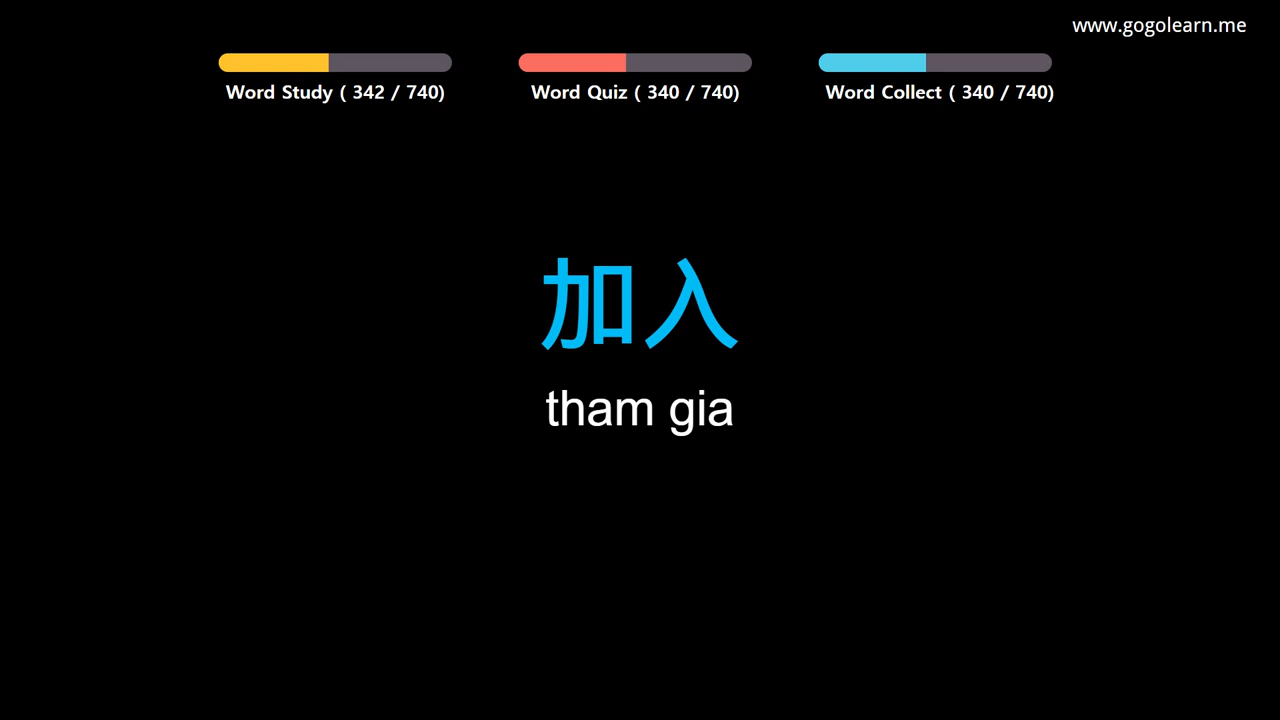 www.gogolearn.me
Word Study ( 342 / 740)
Word Quiz ( 340 / 740)
Word Collect ( 340 / 740)
加入
tham gia